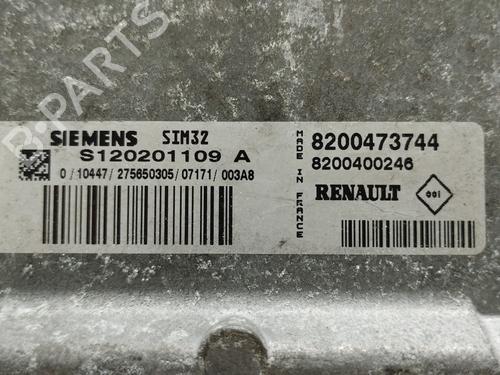 B-PARTS
SIEMENS SIM32
S120201109 A
0/10447/275650305/07171/003A8
MADE IN FRANCE
8200473744
8200400246
RENAULT 001